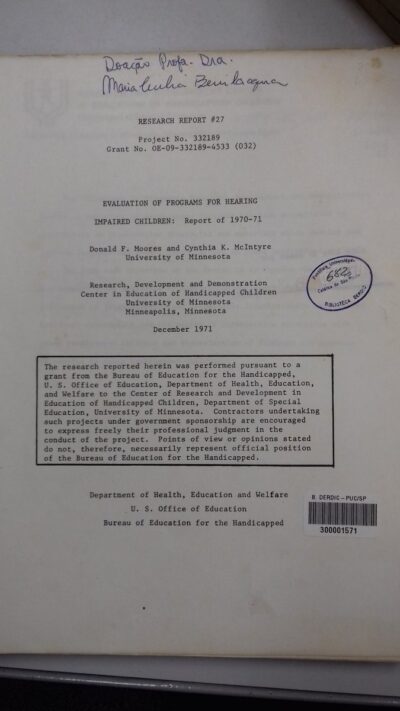 Doação Profa. Dra.
Maria
RESEARCH REPORT #27
Project No. 332189
Grant No. OE-09-332189-4533 (032)
EVALUATION OF PROGRAMS FOR HEARING
IMPAIRED CHILDREN: Report of 1970-71
Donald F. Moores and Cynthia K. McIntyre
University of Minnesota
Research, Development and Demonstration
Center in Education of Handicapped Children
University of Minnesota
Minneapolis, Minnesota
December 1971
682
BIBLIOTECA DERDIC
The research reported herein was performed pursuant to a
grant from the Bureau of Education for the Handicapped,
U. S. Office of Education, Department of Health, Education,
and Welfare to the Center of Research and Development in
Education of Handicapped Children, Department of Special
Education, University of Minnesota. Contractors undertaking
such projects under government sponsorship are encouraged
to express freely their professional judgment in the
conduct of the project. Points of view or opinions stated
do not, therefore, necessarily represent official position
of the Bureau of Education for the Handicapped.
Department of Health, Education and Welfare
U. S. Office of Education
Bureau of Education for the Handicapped
B. DERDIC - PUC/SP
300001571